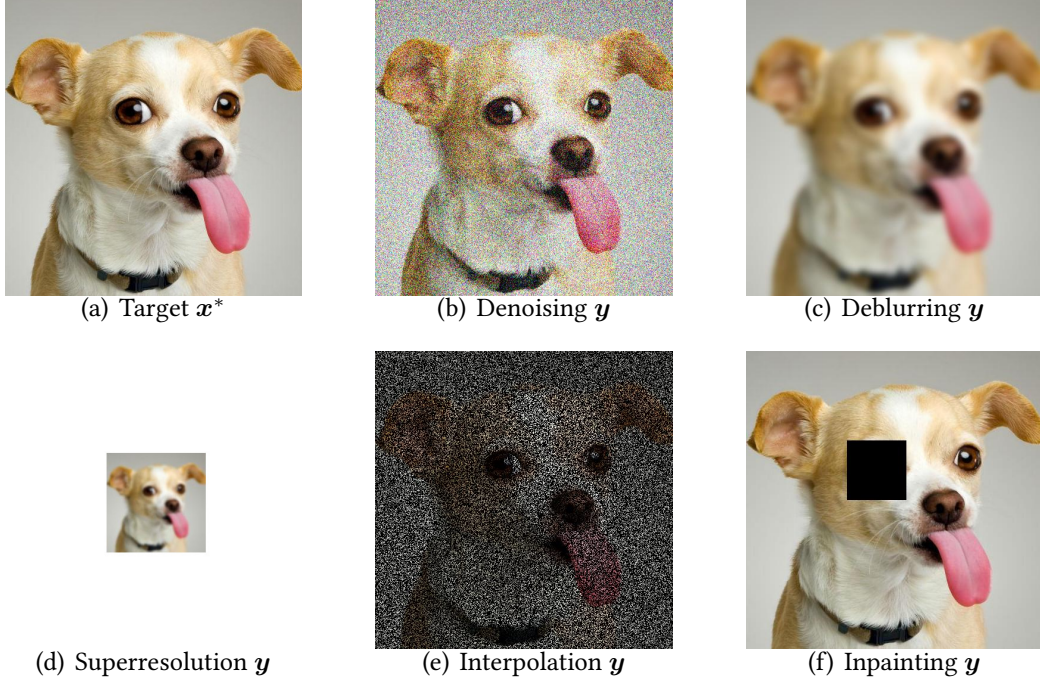 (a) Target x*
(b) Denoising y
(c) Deblurring y
(d) Superresolution y
(e) Interpolation y
(f) Inpainting y